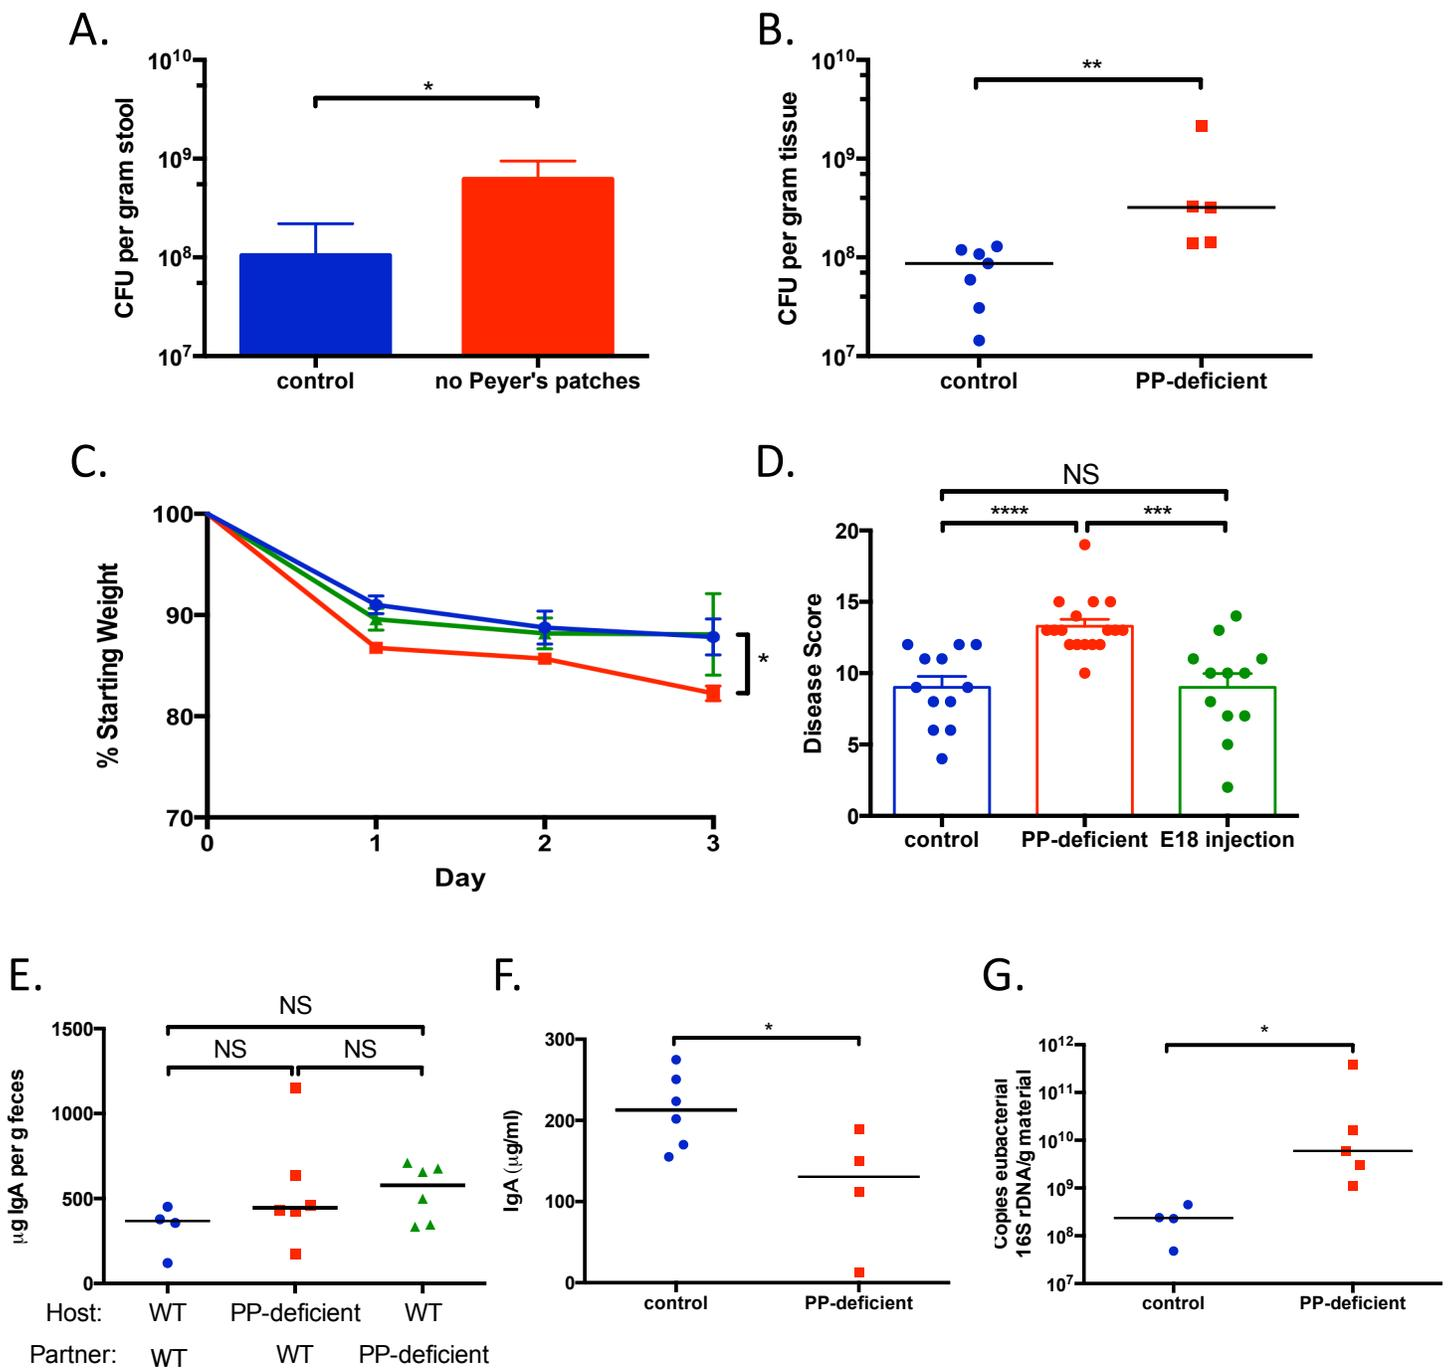 A.
10^10
10^9
10^8
10^7
CFU per gram stool
*
control
no Peyer's patches
B.
10^10
10^9
10^8
10^7
CFU per gram tissue
**
control
PP-deficient
C.
100
90
80
70
% Starting Weight
*
0 1 2 3
Day
D.
NS
**** ***
20
15
10
5
0
Disease Score
control PP-deficient E18 injection
E.
NS
NS NS
1500
1000
500
0
µg IgA per g feces
Host: WT PP-deficient WT
Partner: WT WT PP-deficient
F.
*
300
200
100
0
IgA (µg/ml)
control PP-deficient
G.
*
10^12
10^11
10^10
10^9
10^8
10^7
Copies eubacterial
16S rDNA/g material
control PP-deficient